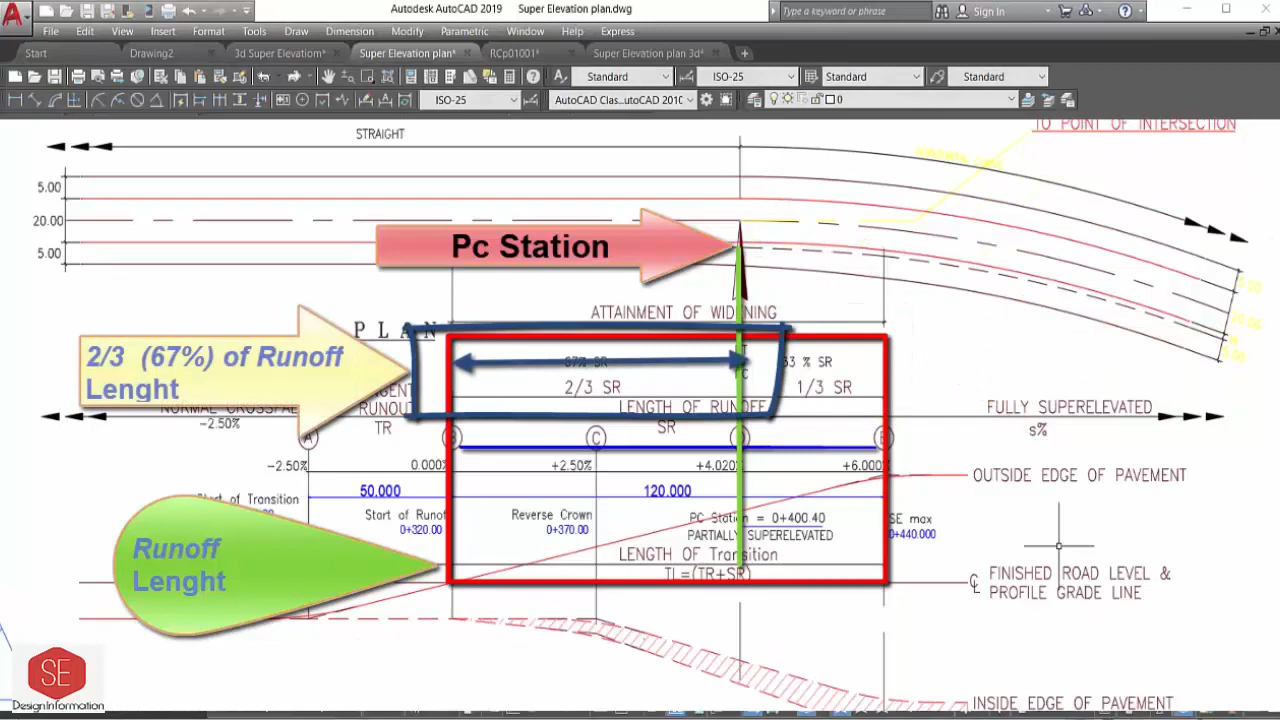 Autodesk AutoCAD 2019 Super Elevation plan.dwg
Type a keyword or phrase
Sign In
File Edit View Insert Format Tools Draw Dimension Modify Parametric Window Help Express
Start Drawing2 3d Super Elevatiom* Super Elevation plan* RCp01001* Super Elevation plan 3d*
Standard ISO-25 Standard Standard
ISO-25 AutoCAD Clas...utoCAD 201( 0
STRAIGHT
TO POINT OF INTERSECTION
5.00
20.00
5.00
Pc Station
ATTAINMENT OF WIDENING
PLAN
2/3 (67%) of Runoff
Lenght
67% SR
33 % SR
2/3 SR
1/3 SR
RUNOUT
TR
LENGTH OF RUNOFF
SR
-2.50%
FULLY SUPERELEVATED
s%
A B C E
-2.50% 0.000% +2.50% +4.020% +6.000%
50.000 120.000
OUTSIDE EDGE OF PAVEMENT
Start of Transition
Start of Runof
0+320.00
Reverse Crown
0+370.00
PC Station = 0+400.40
PARTIALLY SUPERELEVATED
SE max
0+440.000
Runoff
Lenght
LENGTH OF Transition
TL=(TR+SR)
FINISHED ROAD LEVEL &
PROFILE GRADE LINE
SE
Design Information
INSIDE EDGE OF PAVEMENT